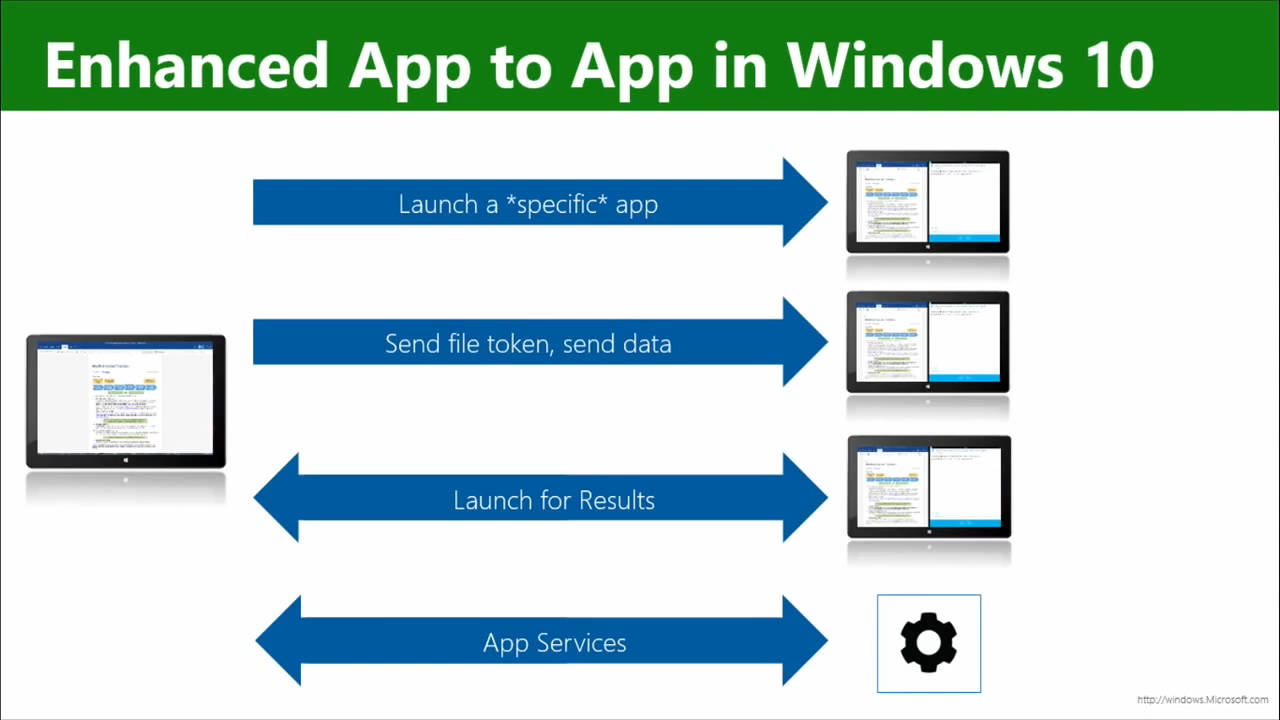 Enhanced App to App in Windows 10
Launch a *specific* app
Send file token, send data
Launch for Results
App Services
http://windows.Microsoft.com